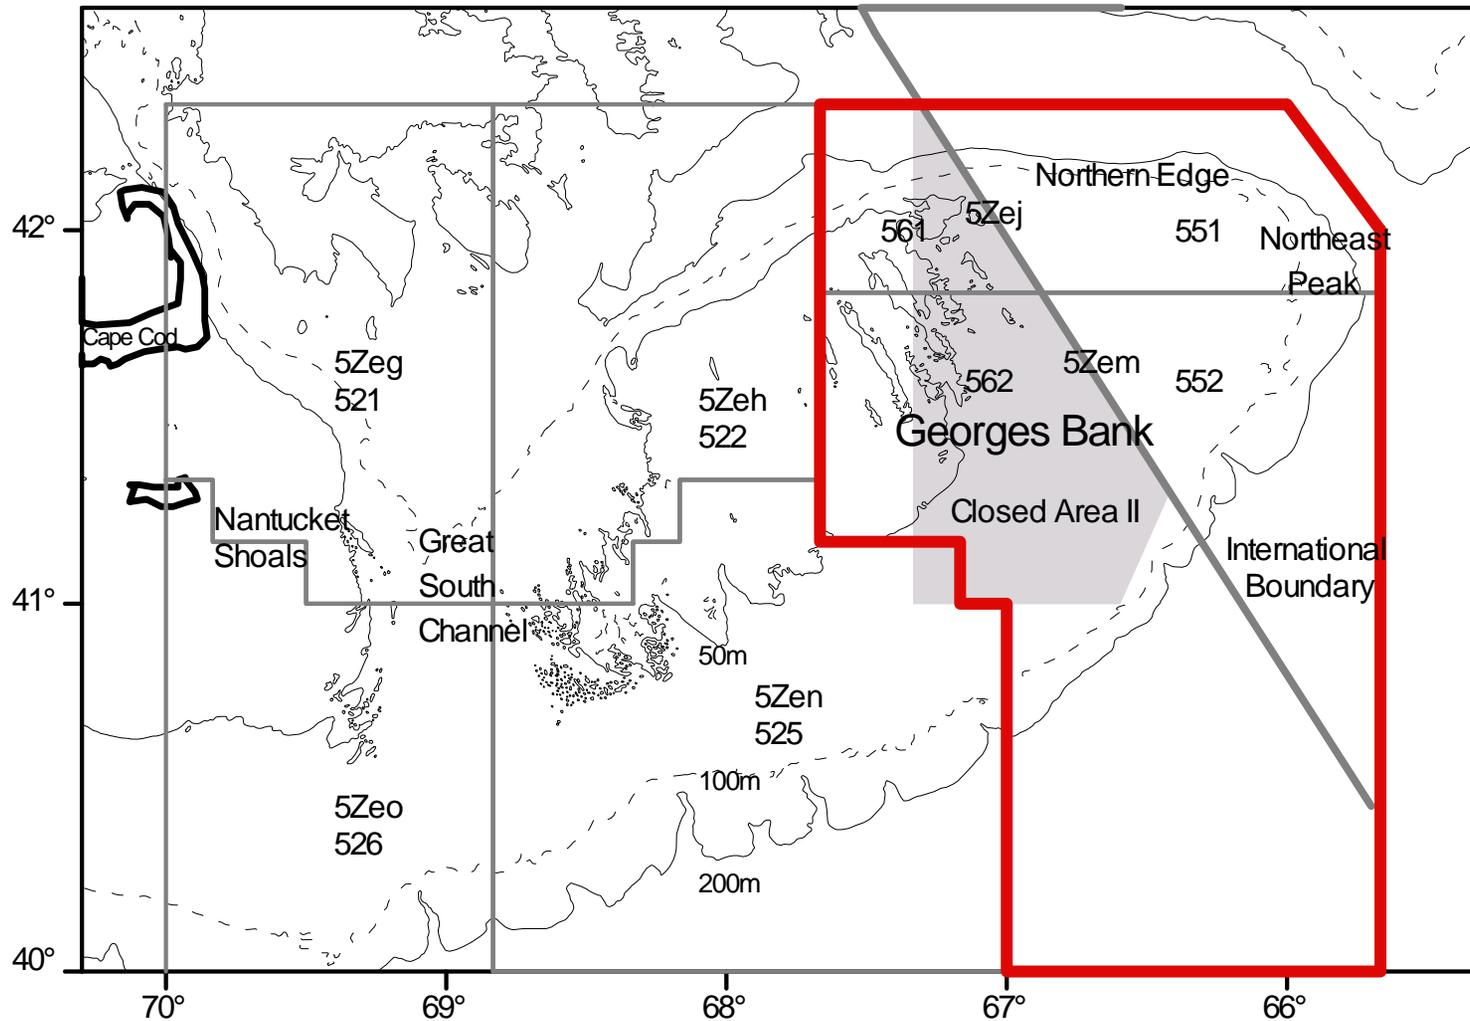 Northern Edge
5Zej
42°
561
551
Northeast
Peak
Cape Cod
5Zeg
521
5Zeh
522
5Zem
562
552
Georges Bank
Closed Area II
Nantucket
Shoals
Great
South
Channel
International
Boundary
41°
50m
5Zen
525
100m
5Zeo
526
200m
40°
70°
69°
68°
67°
66°